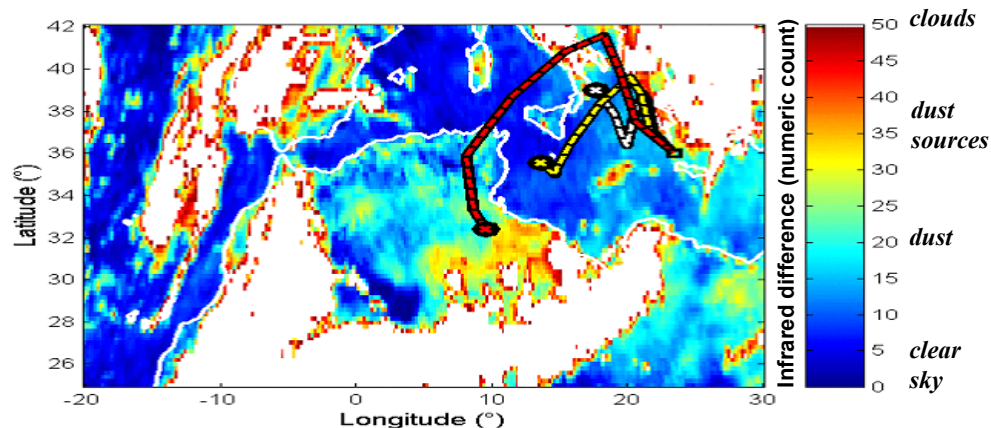 42
40
38
36
34
32
30
28
26
Latitude (°)
-20
-10
0
10
20
30
Longitude (°)
Infrared difference (numeric count)
50
45
40
35
30
25
20
15
10
5
0
clouds
dust
sources
dust
clear
sky